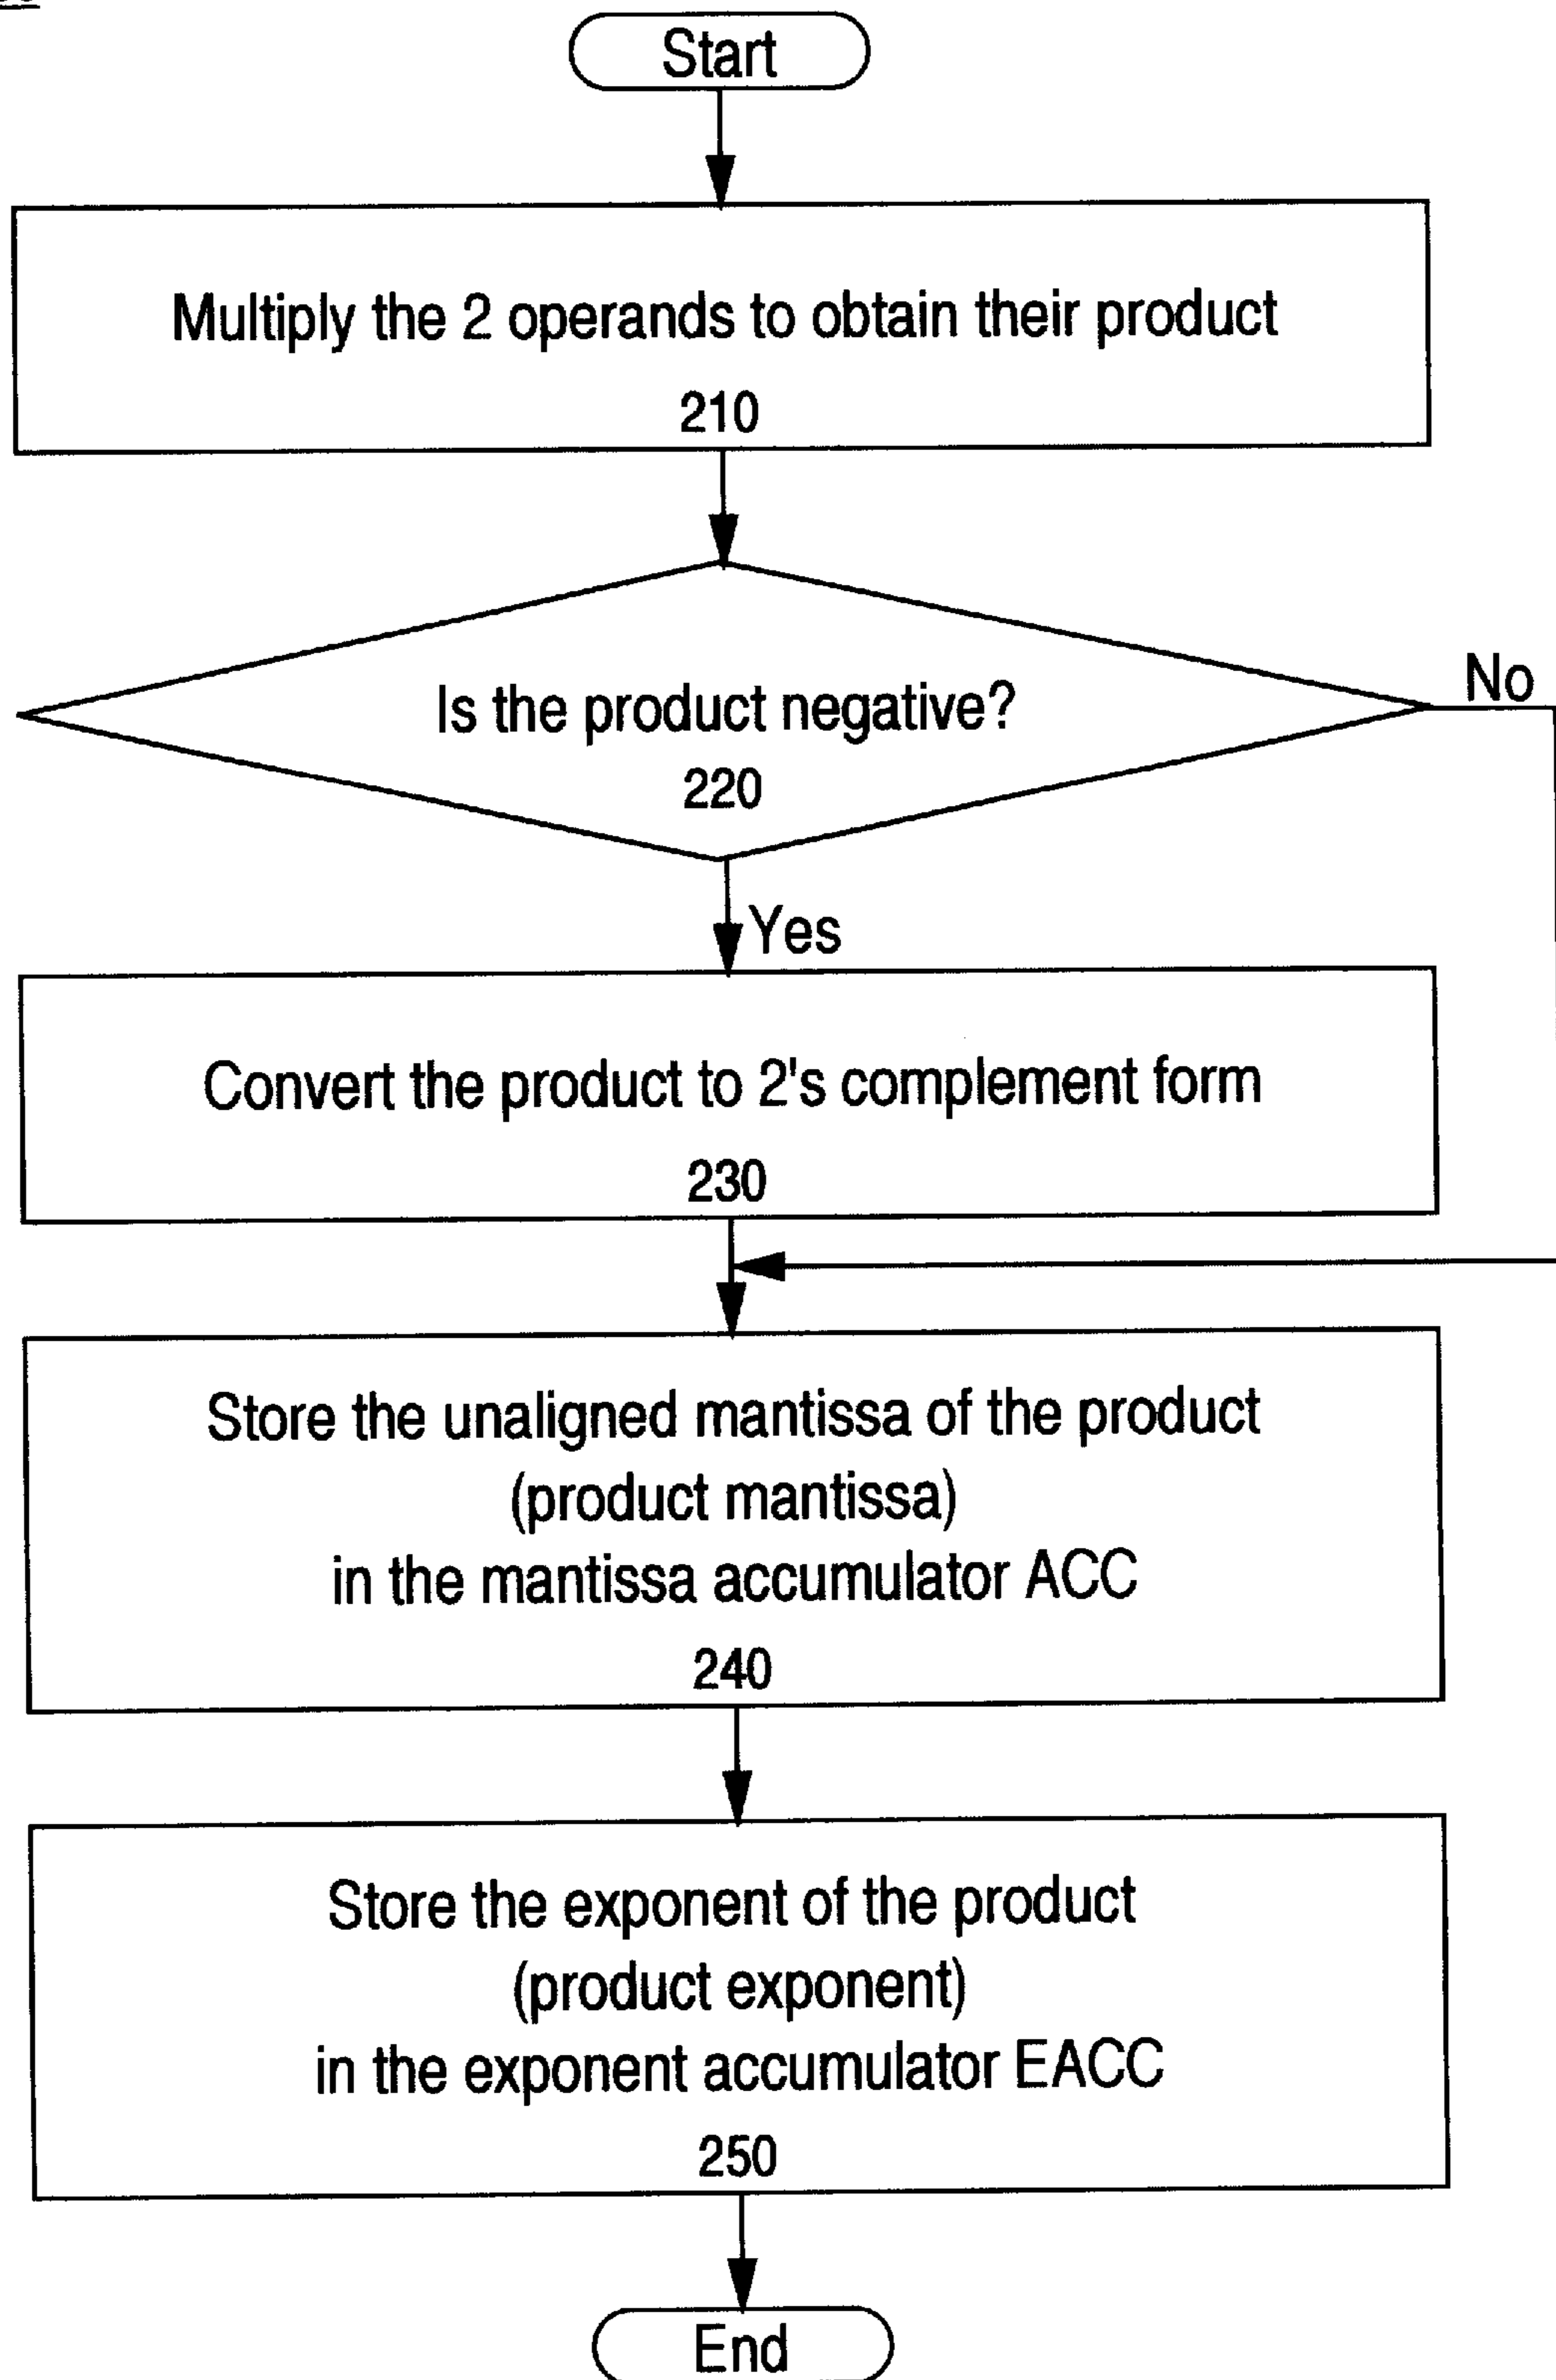 Start
Multiply the 2 operands to obtain their product
210
Is the product negative?
220
No
Yes
Convert the product to 2's complement form
230
Store the unaligned mantissa of the product
(product mantissa)
in the mantissa accumulator ACC
240
Store the exponent of the product
(product exponent)
in the exponent accumulator EACC
250
End